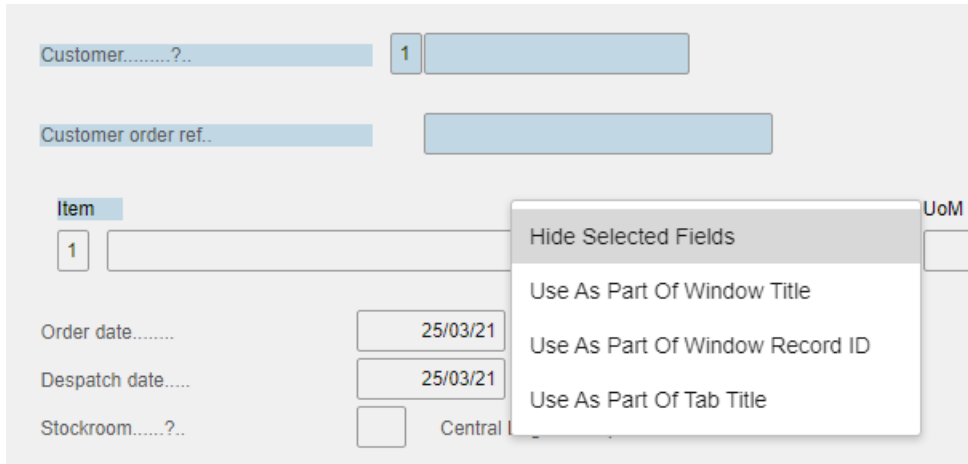 Customer.........?.. 1
Customer order ref..
Item UoM
1
Hide Selected Fields
Use As Part Of Window Title
Use As Part Of Window Record ID
Use As Part Of Tab Title
Order date........ 25/03/21
Despatch date..... 25/03/21
Stockroom......?.. Central